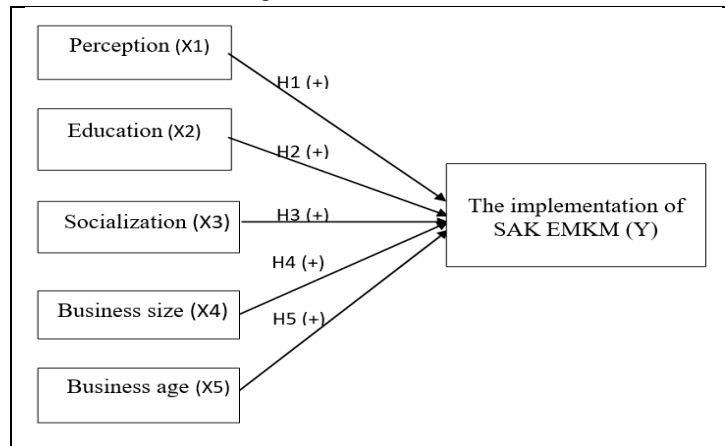 Perception (X1)
H1 (+)
Education (X2)
H2 (+)
The implementation of
SAK EMKM (Y)
Socialization (X3)
H3 (+)
H4 (+)
Business size (X4)
H5 (+)
Business age (X5)